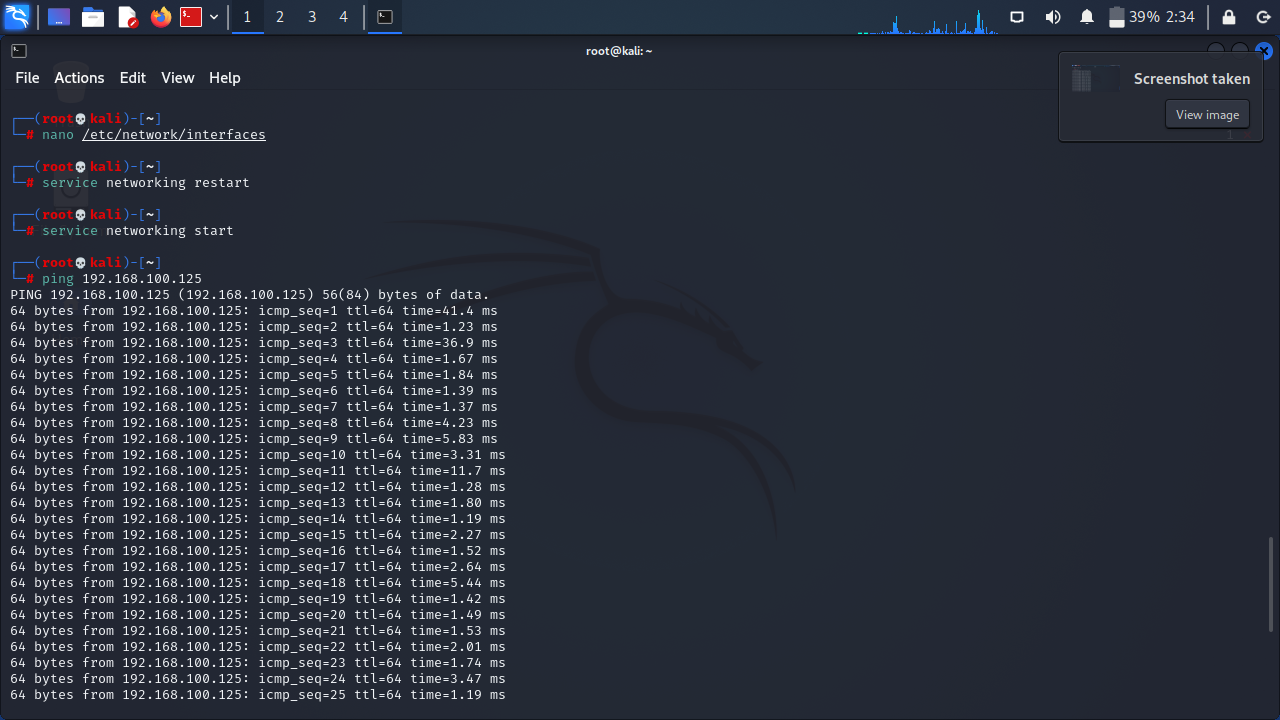 1 2 3 4 39% 2:34
root@kali: ~
File Actions Edit View Help
Screenshot taken
View image
┌──(root💀kali)-[~]
└─# nano /etc/network/interfaces
1
┌──(root💀kali)-[~]
└─# service networking restart
┌──(root💀kali)-[~]
└─# service networking start
┌──(root💀kali)-[~]
└─# ping 192.168.100.125
PING 192.168.100.125 (192.168.100.125) 56(84) bytes of data.
64 bytes from 192.168.100.125: icmp_seq=1 ttl=64 time=41.4 ms
64 bytes from 192.168.100.125: icmp_seq=2 ttl=64 time=1.23 ms
64 bytes from 192.168.100.125: icmp_seq=3 ttl=64 time=36.9 ms
64 bytes from 192.168.100.125: icmp_seq=4 ttl=64 time=1.67 ms
64 bytes from 192.168.100.125: icmp_seq=5 ttl=64 time=1.84 ms
64 bytes from 192.168.100.125: icmp_seq=6 ttl=64 time=1.39 ms
64 bytes from 192.168.100.125: icmp_seq=7 ttl=64 time=1.37 ms
64 bytes from 192.168.100.125: icmp_seq=8 ttl=64 time=4.23 ms
64 bytes from 192.168.100.125: icmp_seq=9 ttl=64 time=5.83 ms
64 bytes from 192.168.100.125: icmp_seq=10 ttl=64 time=3.31 ms
64 bytes from 192.168.100.125: icmp_seq=11 ttl=64 time=11.7 ms
64 bytes from 192.168.100.125: icmp_seq=12 ttl=64 time=1.28 ms
64 bytes from 192.168.100.125: icmp_seq=13 ttl=64 time=1.80 ms
64 bytes from 192.168.100.125: icmp_seq=14 ttl=64 time=1.19 ms
64 bytes from 192.168.100.125: icmp_seq=15 ttl=64 time=2.27 ms
64 bytes from 192.168.100.125: icmp_seq=16 ttl=64 time=1.52 ms
64 bytes from 192.168.100.125: icmp_seq=17 ttl=64 time=2.64 ms
64 bytes from 192.168.100.125: icmp_seq=18 ttl=64 time=5.44 ms
64 bytes from 192.168.100.125: icmp_seq=19 ttl=64 time=1.42 ms
64 bytes from 192.168.100.125: icmp_seq=20 ttl=64 time=1.49 ms
64 bytes from 192.168.100.125: icmp_seq=21 ttl=64 time=1.53 ms
64 bytes from 192.168.100.125: icmp_seq=22 ttl=64 time=2.01 ms
64 bytes from 192.168.100.125: icmp_seq=23 ttl=64 time=1.74 ms
64 bytes from 192.168.100.125: icmp_seq=24 ttl=64 time=3.47 ms
64 bytes from 192.168.100.125: icmp_seq=25 ttl=64 time=1.19 ms